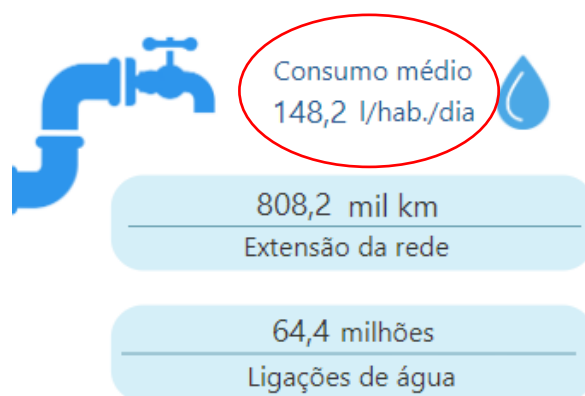 Consumo médio
148,2 l/hab./dia
808,2 mil km
Extensão da rede
64,4 milhões
Ligações de água